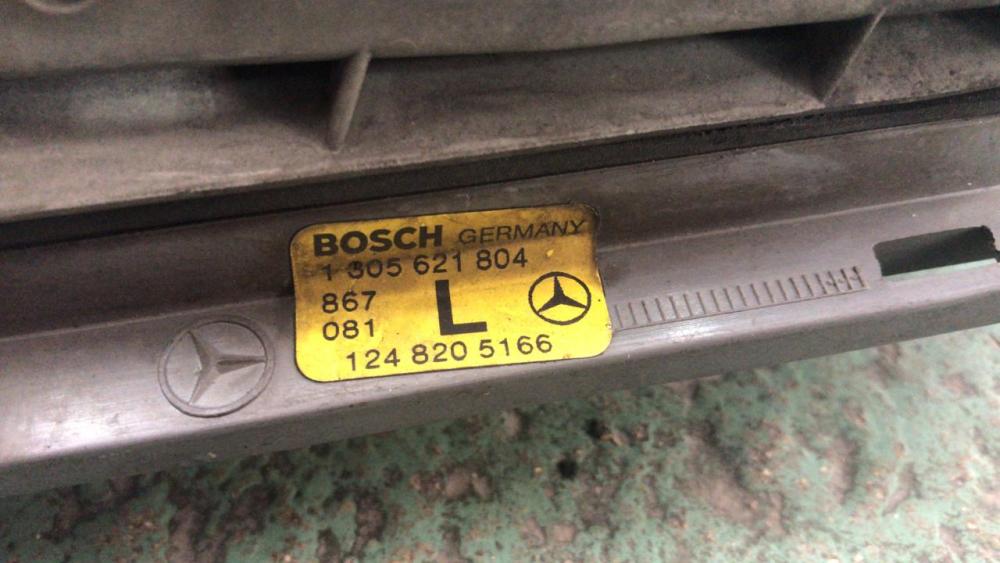 BOSCH GERMANY
1 305 621 804
867
081
L
124 820 5166